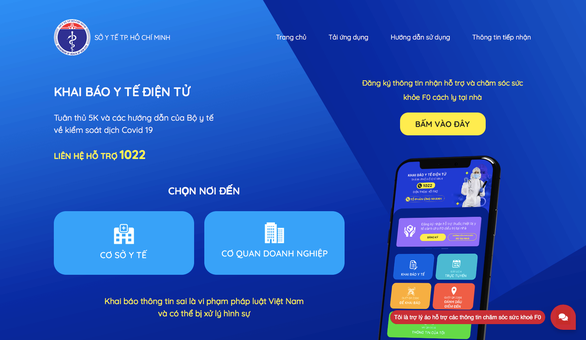 SỞ Y TẾ TP. HỒ CHÍ MINH
Trang chủ
Tải ứng dụng
Hướng dẫn sử dụng
Thông tin tiếp nhận
KHAI BÁO Y TẾ ĐIỆN TỬ
Tuân thủ 5K và các hướng dẫn của Bộ y tế
về kiểm soát dịch Covid 19
LIÊN HỆ HỖ TRỢ 1022
CHỌN NƠI ĐẾN
CƠ SỞ Y TẾ
CƠ QUAN DOANH NGHIỆP
Khai báo thông tin sai là vi phạm pháp luật Việt Nam
và có thể bị xử lý hình sự
Đăng ký thông tin nhận hỗ trợ và chăm sóc sức
khỏe F0 cách ly tại nhà
BẤM VÀO ĐÂY
KHAI BÁO Y TẾ ĐIỆN TỬ
1022
KHAI BÁO Y TẾ
Tôi là trợ lý ảo hỗ trợ các thông tin chăm sóc sức khoẻ F0